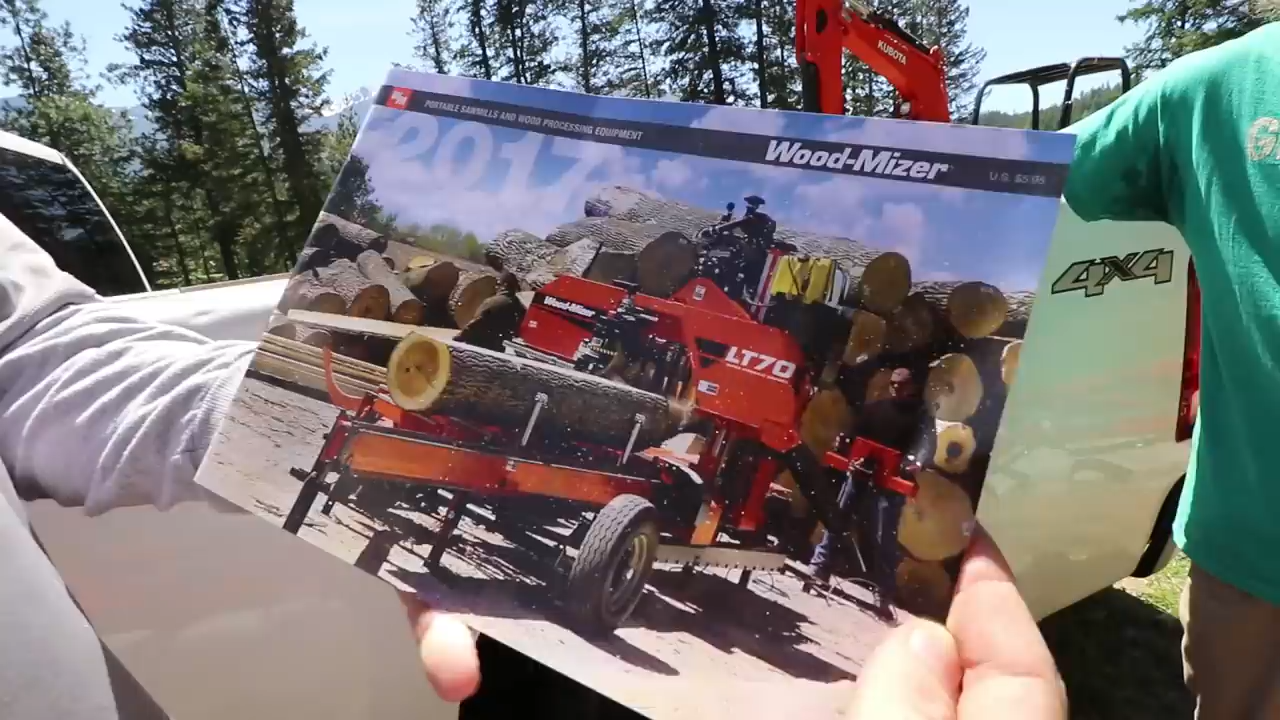 KUBOTA
PORTABLE SAWMILLS AND WOOD PROCESSING EQUIPMENT
Wood-Mizer
U.S. $5.95
2017
Wood-Mizer
LT70
4X4
G